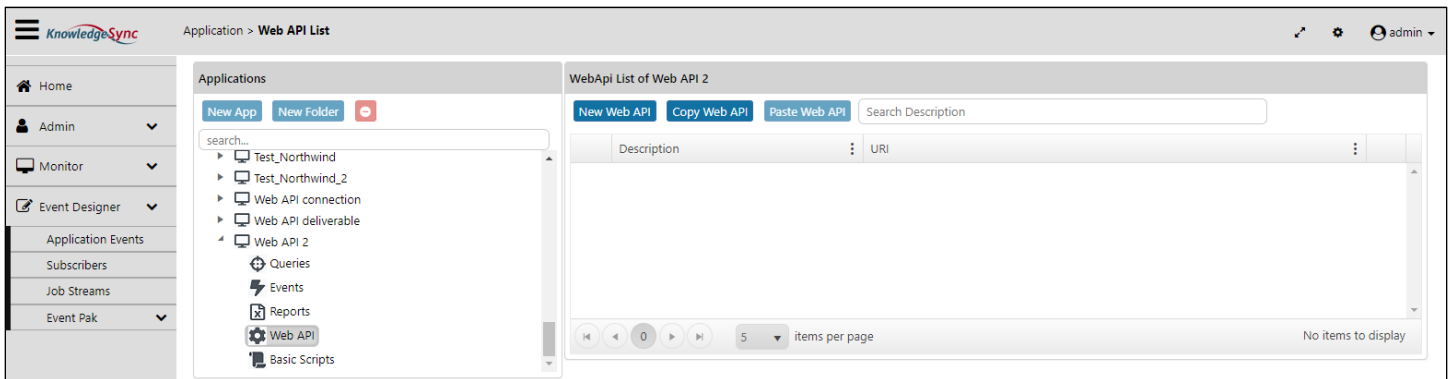 KnowledgeSync
Application > Web API List
admin
Home
Admin
Monitor
Event Designer
Application Events
Subscribers
Job Streams
Event Pak
Applications
New App
New Folder
search...
Test_Northwind
Test_Northwind_2
Web API connection
Web API deliverable
Web API 2
Queries
Events
Reports
Web API
Basic Scripts
WebApi List of Web API 2
New Web API
Copy Web API
Paste Web API
Search Description
Description
URI
0
5
items per page
No items to display